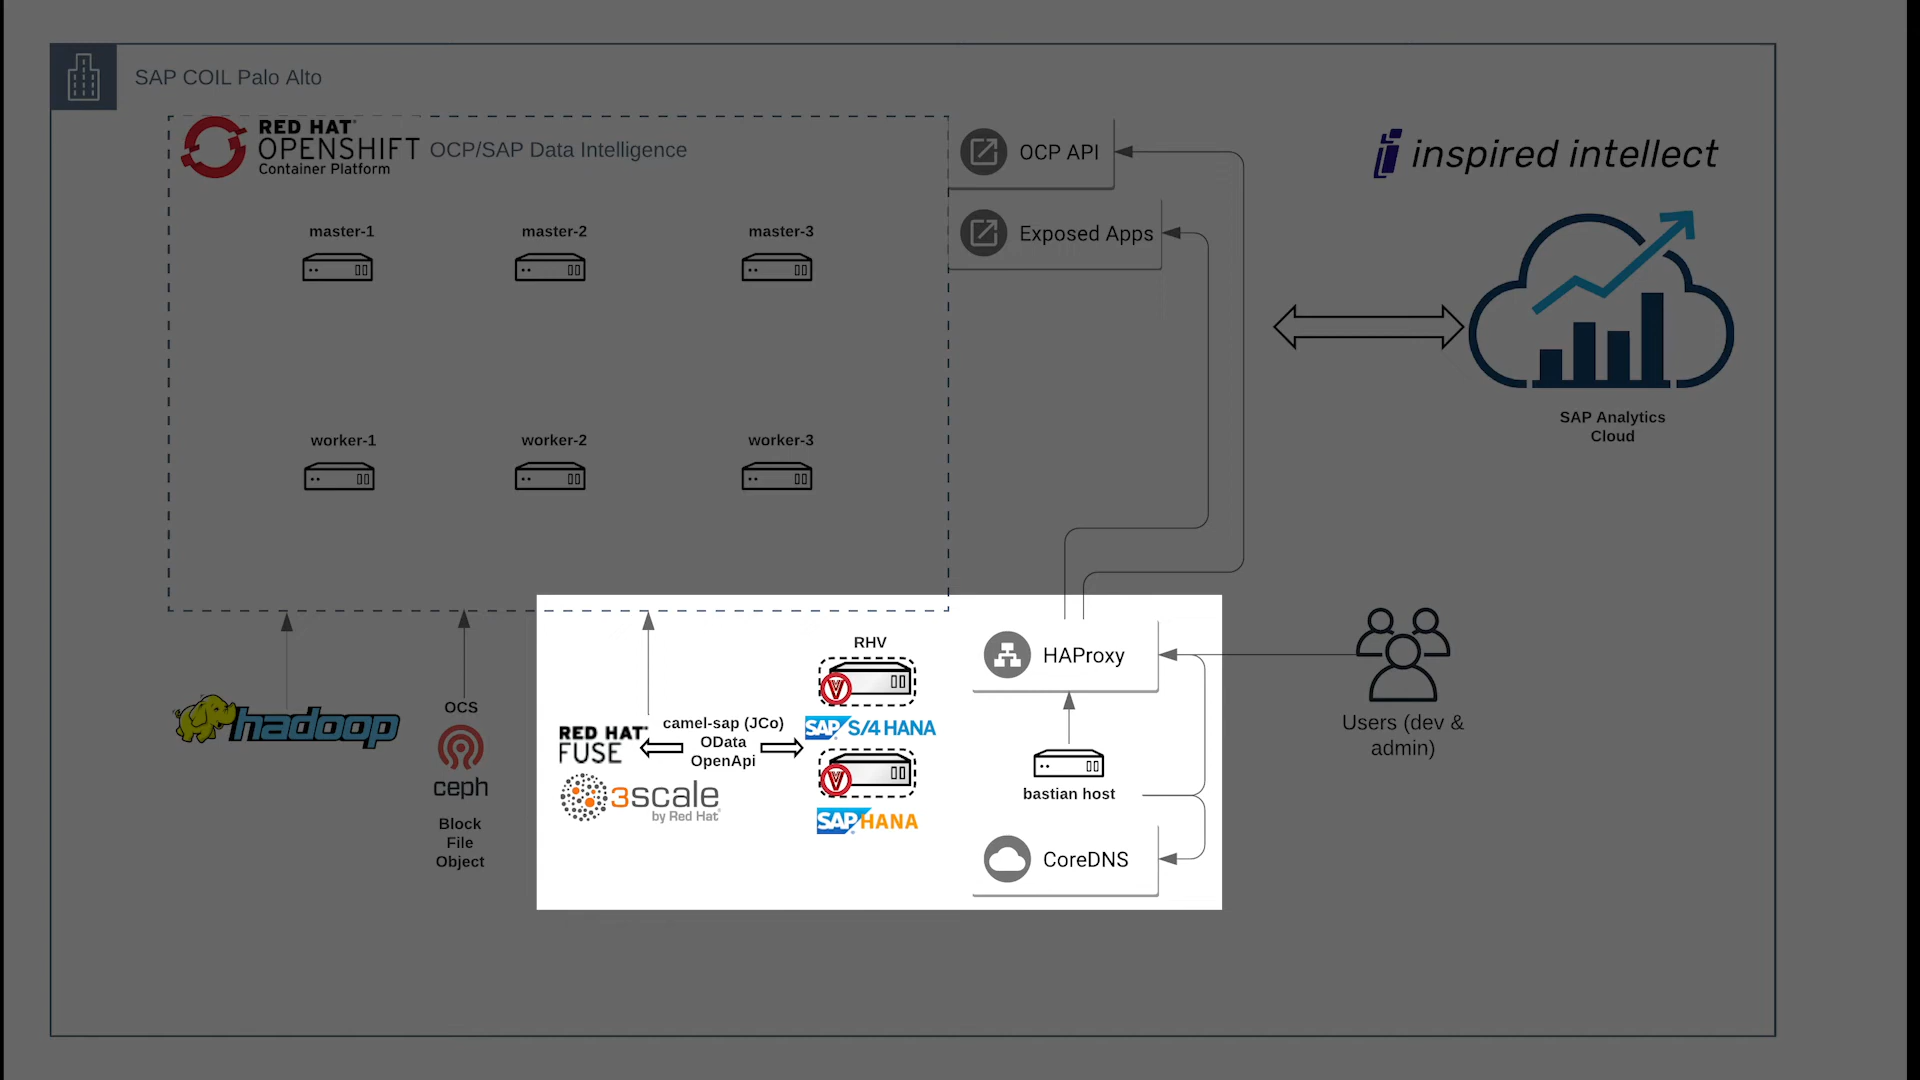 SAP COIL Palo Alto
RED HAT®
OPENSHIFT
Container Platform
OCP/SAP Data Intelligence
OCP API
Exposed Apps
inspired intellect
master-1
master-2
master-3
worker-1
worker-2
worker-3
SAP Analytics
Cloud
hadoop
OCS
ceph
Block
File
Object
RED HAT®
FUSE
3scale
by Red Hat®
camel-sap (JCo)
OData
OpenApi
RHV
SAP S/4 HANA
SAP HANA
HAProxy
bastian host
CoreDNS
Users (dev &
admin)